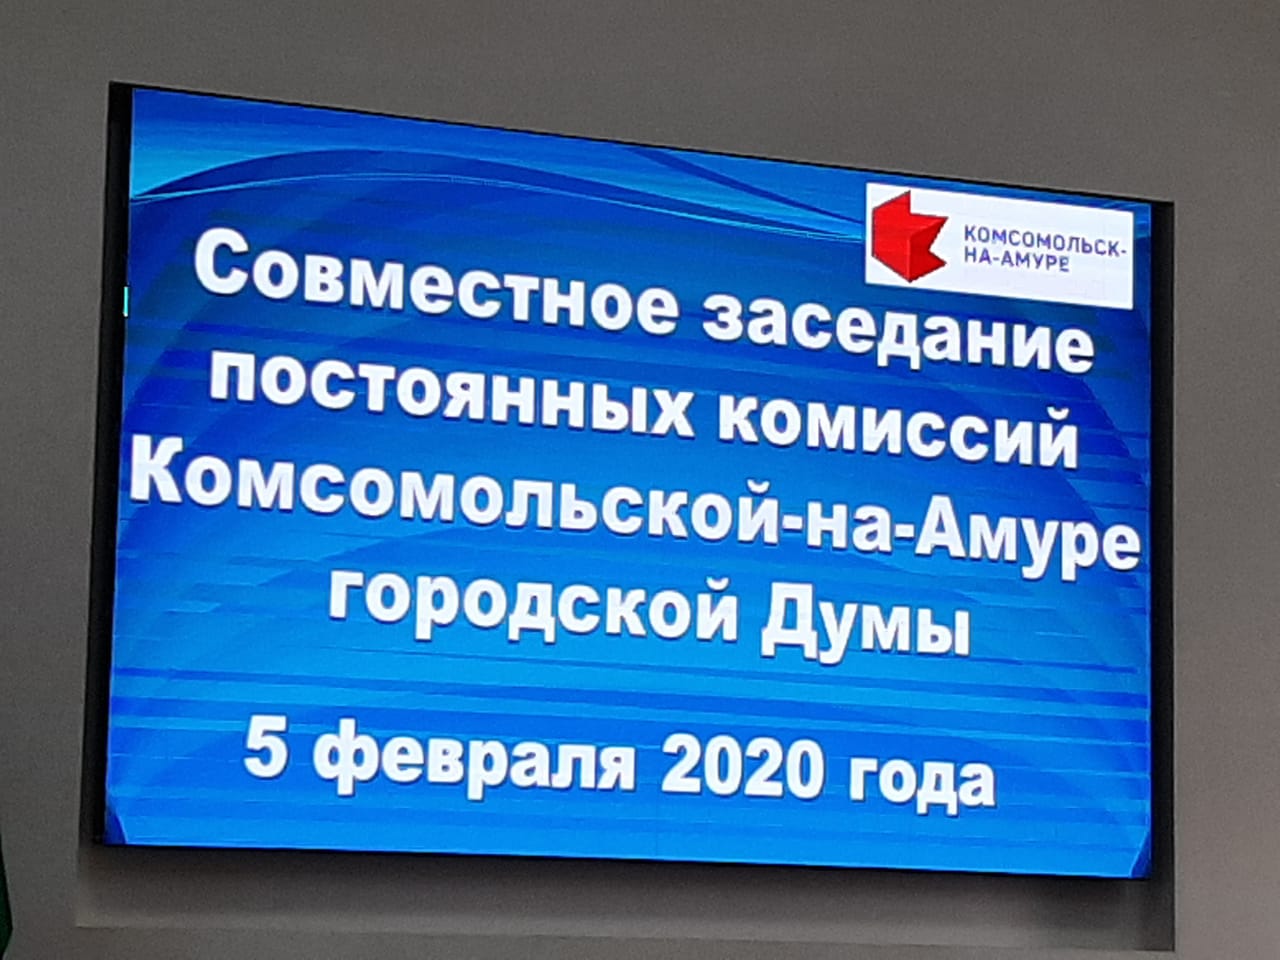 КОМСОМОЛЬСК-
НА-АМУРЕ
Совместное заседание
постоянных комиссий
Комсомольской-на-Амуре
городской Думы
5 февраля 2020 года